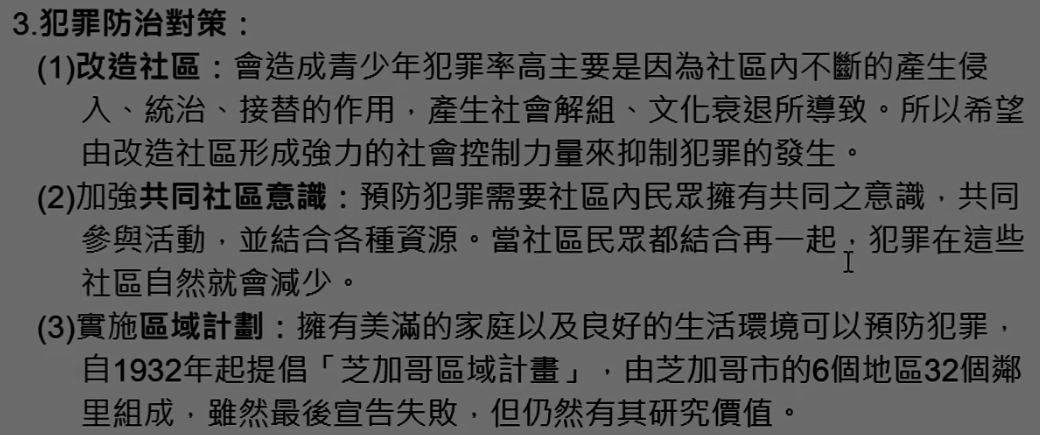 3.犯罪防治對策：
(1)改造社區：會造成青少年犯罪率高主要是因為社區內不斷的產生侵
入、統治、接替的作用，產生社會解組、文化衰退所導致。所以希望
由改造社區形成強力的社會控制力量來抑制犯罪的發生。
(2)加強共同社區意識：預防犯罪需要社區內民眾擁有共同之意識，共同
參與活動，並結合各種資源。當社區民眾都結合再一起，犯罪在這些
社區自然就會減少。
(3)實施區域計劃：擁有美滿的家庭以及良好的生活環境可以預防犯罪，
自1932年起提倡「芝加哥區域計畫」，由芝加哥市的6個地區32個鄰
里組成，雖然最後宣告失敗，但仍然有其研究價值。